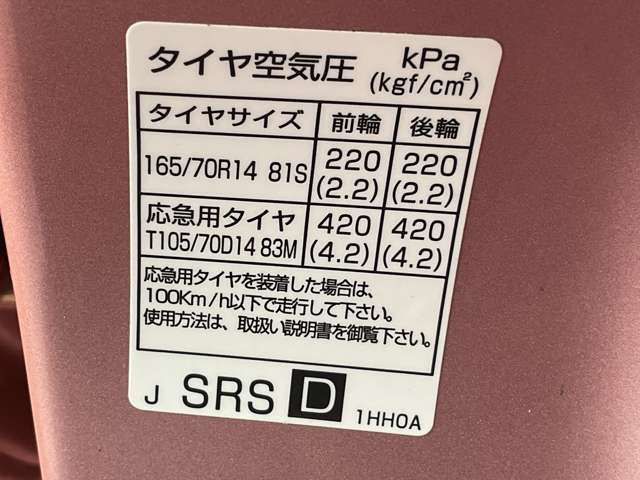 タイヤ空気圧 kPa
(kgf/cm²)
タイヤサイズ 前輪 後輪
165/70R14 81S 220 220
(2.2) (2.2)
応急用タイヤ 420 420
T105/70D14 83M (4.2) (4.2)
応急用タイヤを装着した場合は、
100Km/h以下で走行して下さい。
使用方法は、取扱い説明書を御覧下さい。
J SRS D 1HH0A